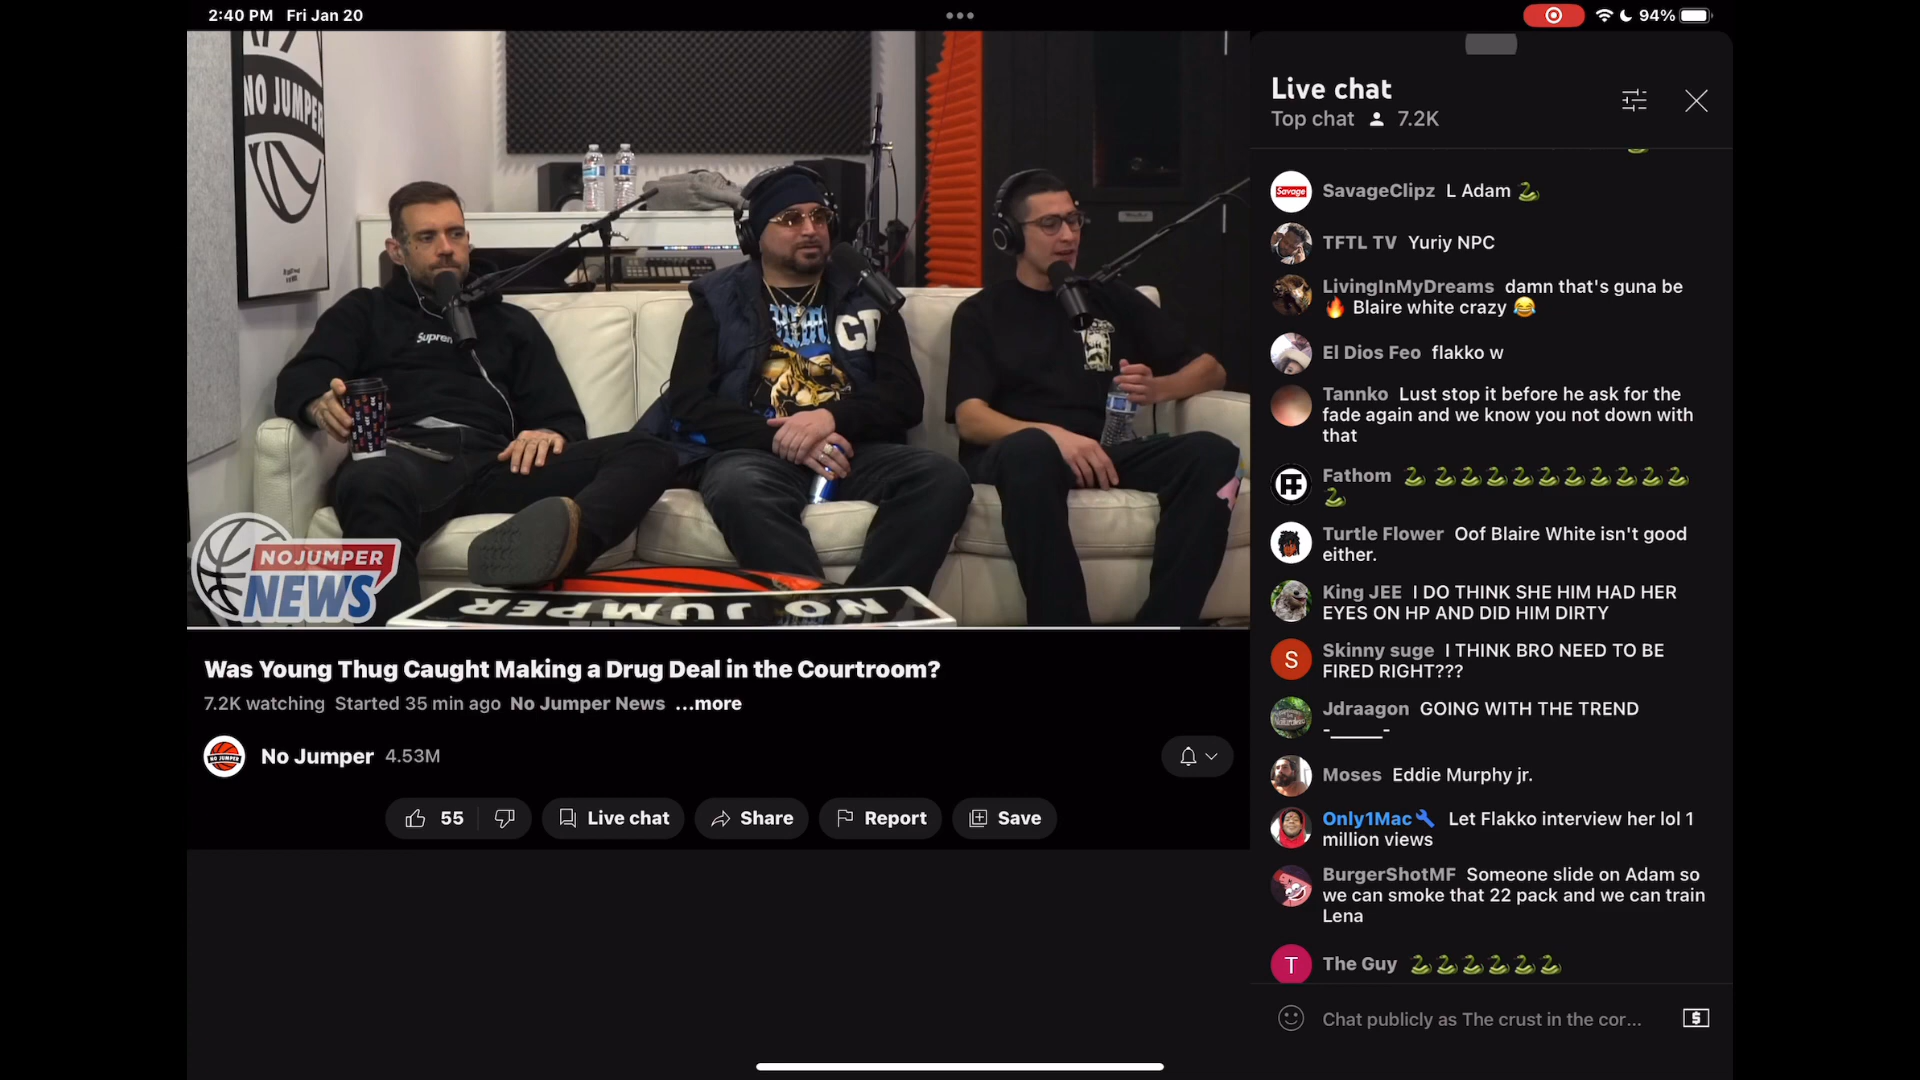 2:40 PM Fri Jan 20
94%
NO JUMPER
Suprem
CD
NOJUMPER
NEWS
NO JUMPER
Was Young Thug Caught Making a Drug Deal in the Courtroom?
7.2K watching Started 35 min ago No Jumper News ...more
No Jumper 4.53M
55
Live chat
Share
Report
Save
Live chat
Top chat 7.2K
Savage
SavageClipz L Adam 🐍
TFTL TV Yuriy NPC
LivingInMyDreams damn that's guna be
🔥 Blaire white crazy 😂
El Dios Feo flakko w
Tannko Lust stop it before he ask for the
fade again and we know you not down with
that
Fathom 🐍 🐍 🐍 🐍 🐍 🐍 🐍 🐍 🐍 🐍 🐍
🐍
Turtle Flower Oof Blaire White isn't good
either.
King JEE I DO THINK SHE HIM HAD HER
EYES ON HP AND DID HIM DIRTY
S
Skinny suge I THINK BRO NEED TO BE
FIRED RIGHT???
Jdraagon GOING WITH THE TREND
-_____-
Moses Eddie Murphy jr.
Only1Mac🔧 Let Flakko interview her lol 1
million views
BurgerShotMF Someone slide on Adam so
we can smoke that 22 pack and we can train
Lena
T
The Guy 🐍🐍🐍🐍🐍🐍
Chat publicly as The crust in the cor...
$